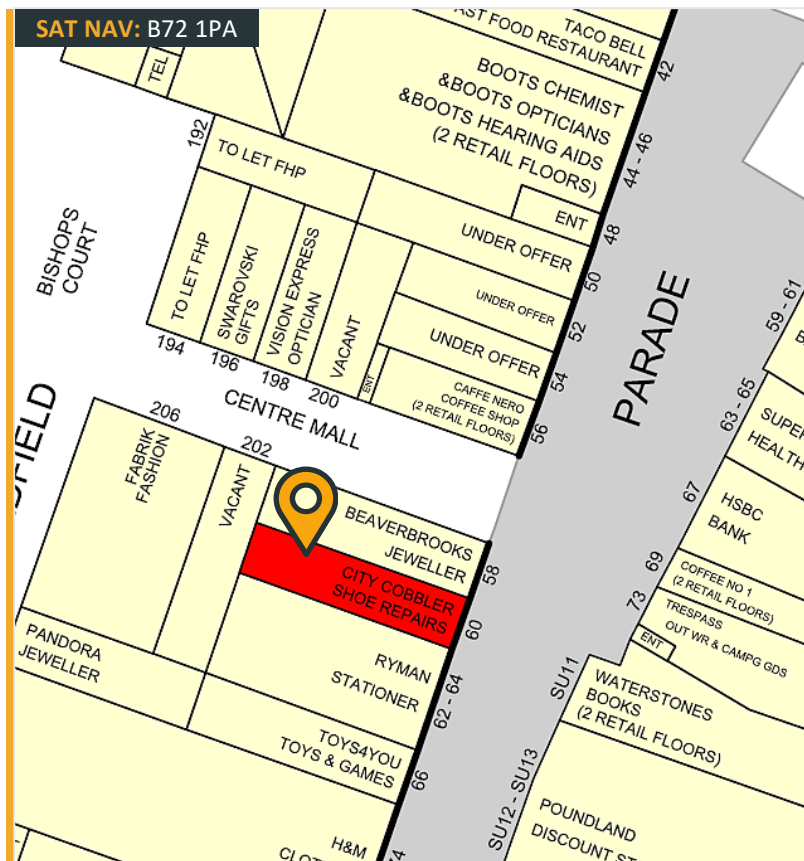 SAT NAV: B72 1PA
TACO BELL
FAST FOOD RESTAURANT
42
TEL
BOOTS CHEMIST
&BOOTS OPTICIANS
&BOOTS HEARING AIDS
(2 RETAIL FLOORS)
44 - 46
192
TO LET FHP
ENT
48
BISHOPS
COURT
UNDER OFFER
50
TO LET FHP
SWAROVSKI
GIFTS
VISION EXPRESS
OPTICIAN
VACANT
UNDER OFFER
52
UNDER OFFER
54
ENT
CAFFE NERO
COFFEE SHOP
(2 RETAIL FLOORS)
56
194
196
198
200
PARADE
59 - 61
63 - 65
SUPER
HEALTH
67
HSBC
BANK
69
COFFEE NO 1
(2 RETAIL FLOORS)
73
TRESPASS
OUT WR & CAMPG GDS
ENT
CENTRE MALL
206
202
FABRIK
FASHION
VACANT
BEAVERBROOKS
JEWELLER
58
CITY COBBLER
SHOE REPAIRS
60
PANDORA
JEWELLER
RYMAN
STATIONER
62 - 64
SU11
WATERSTONES
BOOKS
(2 RETAIL FLOORS)
TOYS4YOU
TOYS & GAMES
66
SU12 - SU13
POUNDLAND
DISCOUNT ST
H&M
CLOT